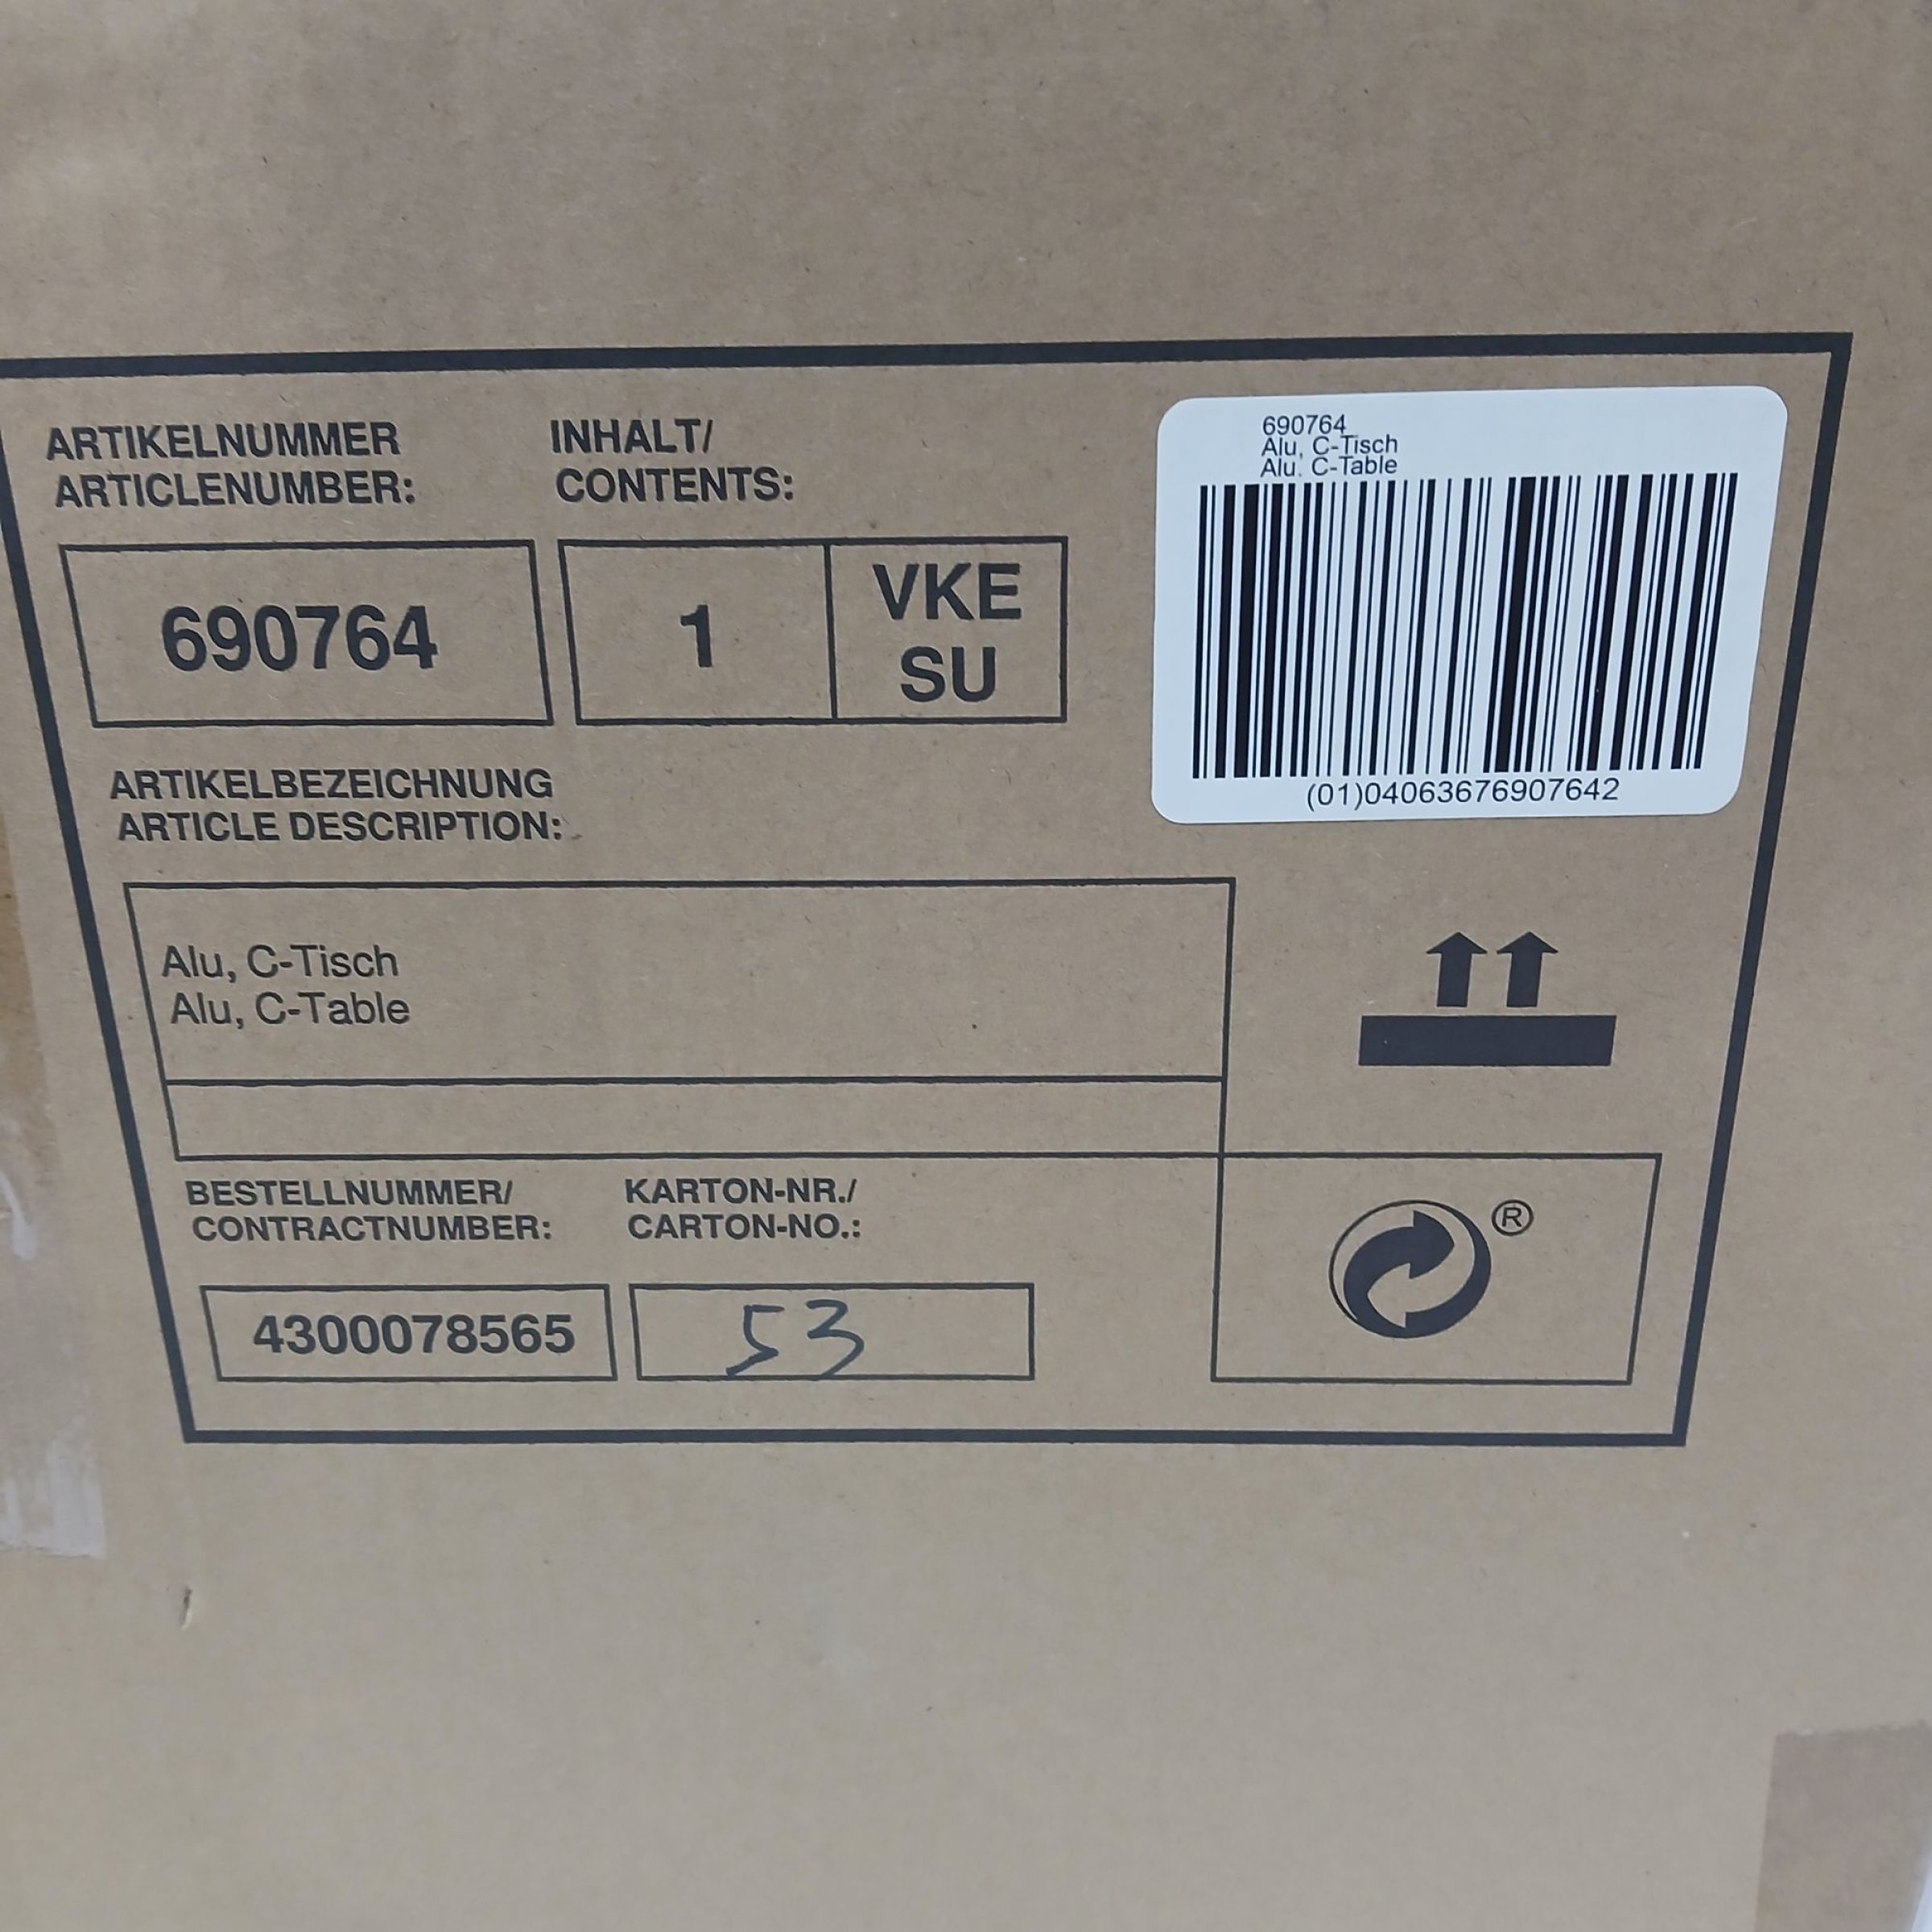 ARTIKELNUMMER
ARTICLENUMBER:
690764
INHALT/
CONTENTS:
1
VKE
SU
690764
Alu, C-Tisch
Alu. C-Table
(01)04063676907642
ARTIKELBEZEICHNUNG
ARTICLE DESCRIPTION:
Alu, C-Tisch
Alu, C-Table
BESTELLNUMMER/
CONTRACTNUMBER:
4300078565
KARTON-NR./
CARTON-NO.:
53
®